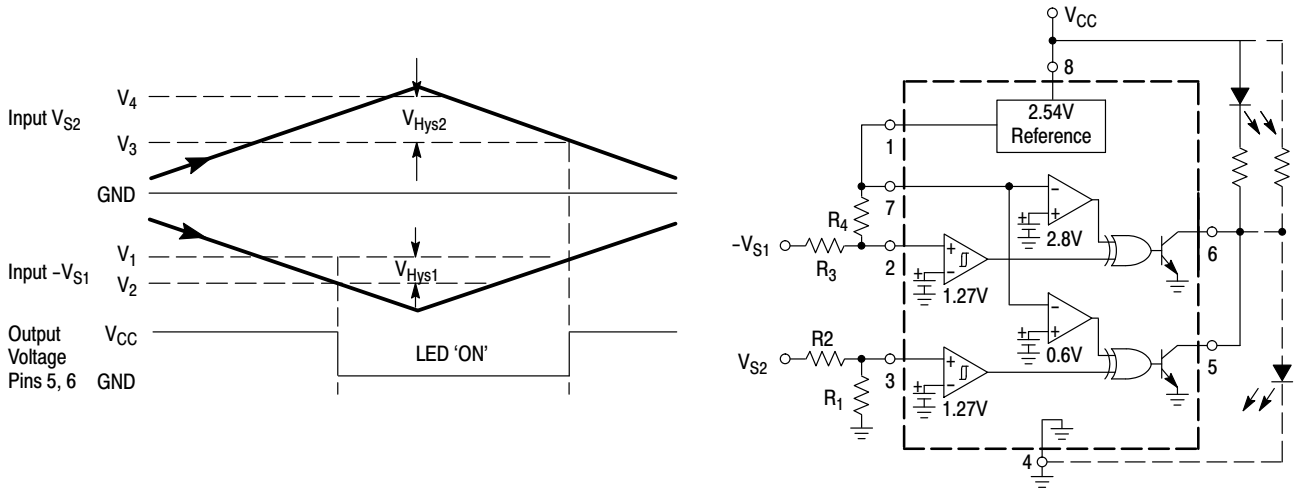 Input VS2
V4
V3
GND
VHys2
Input –VS1
V1
V2
VHys1
Output
Voltage
Pins 5, 6
VCC
GND
LED ‘ON’
VCC
8
2.54V
Reference
1
7
R4
–VS1
R3
2
+
–
1.27V
–
+
2.8V
6
VS2
R2
3
R1
+
–
1.27V
–
+
0.6V
5
4